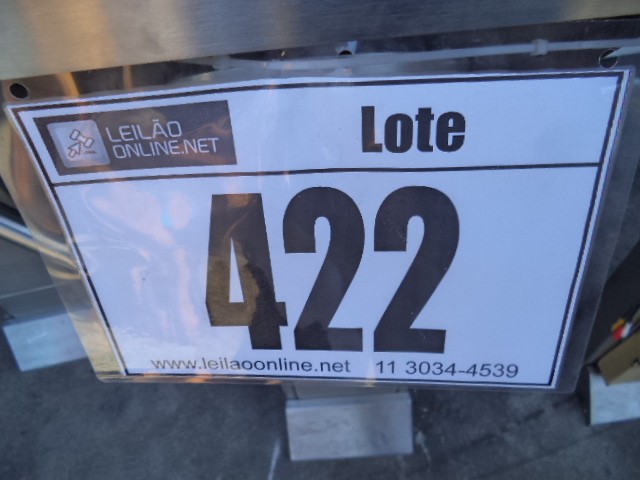 LEILÃO
ONLINE.NET
Lote
422
www.leilaoonline.net 11 3034-4539